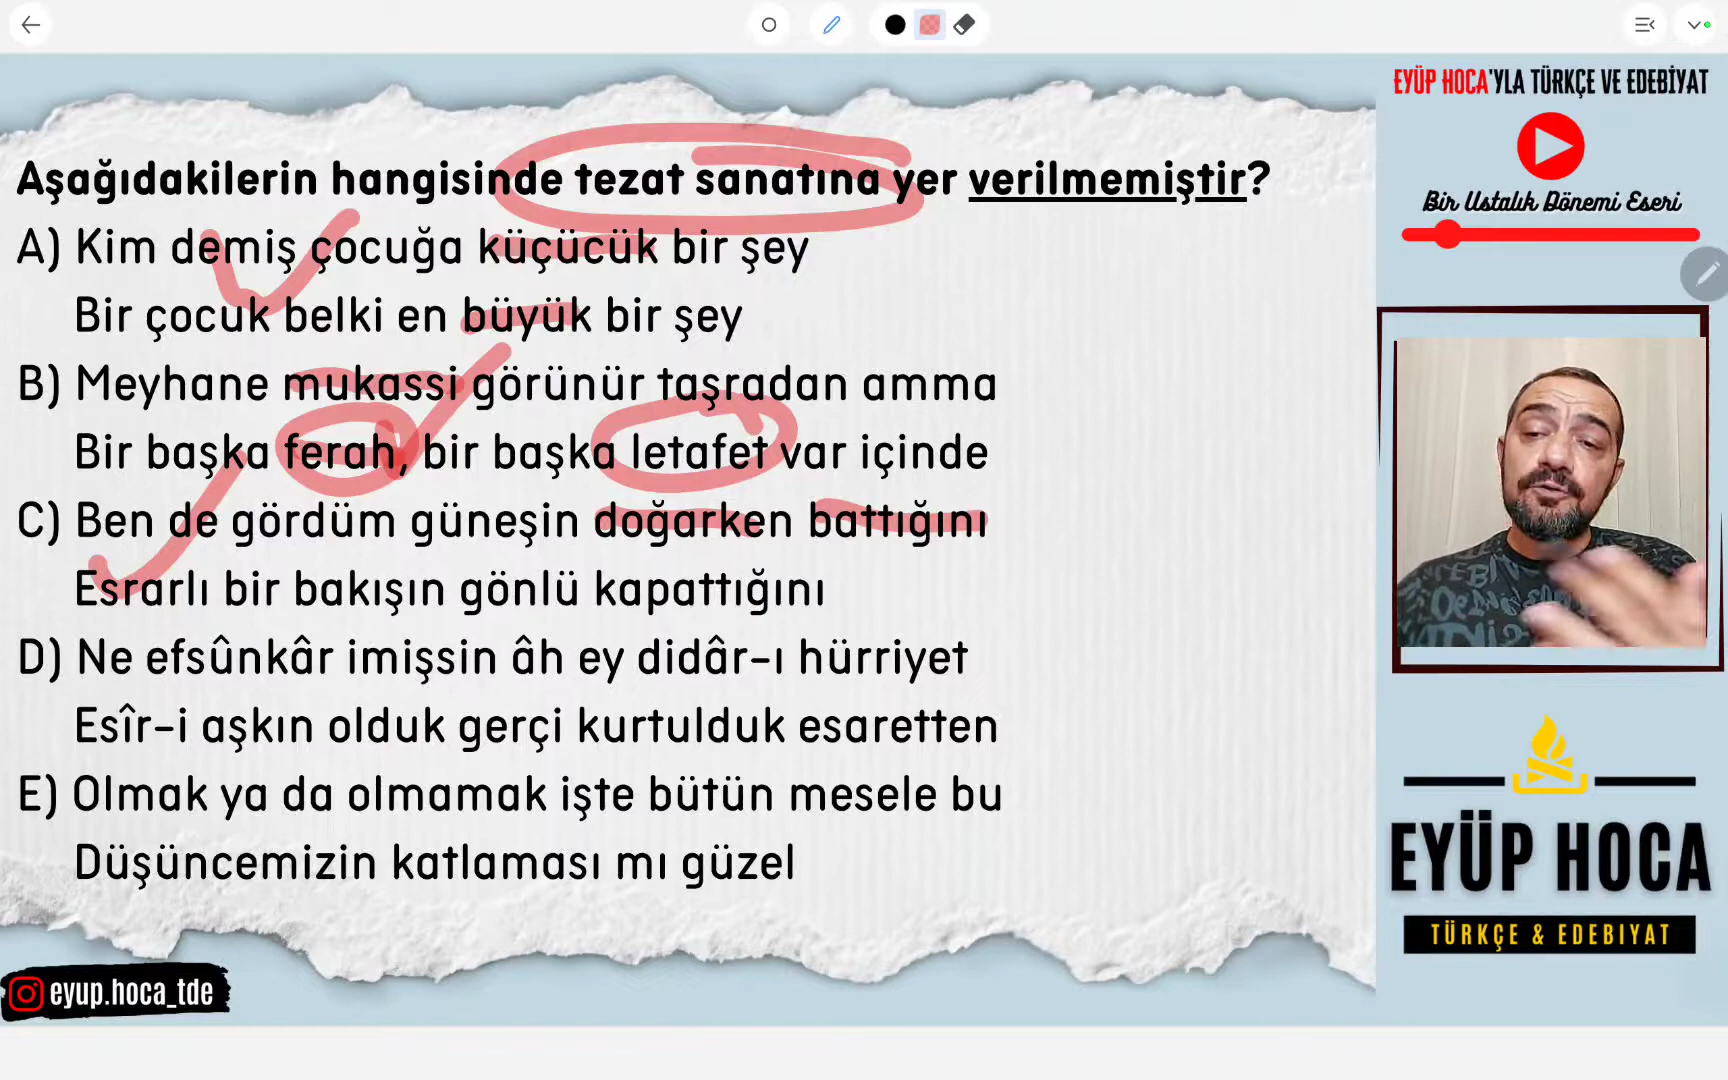 EYÜP HOCA'YLA TÜRKÇE VE EDEBİYAT
Bir Ustalık Dönemi Eseri
Aşağıdakilerin hangisinde tezat sanatına yer verilmemiştir?
A) Kim demiş çocuğa küçücük bir şey
Bir çocuk belki en büyük bir şey
B) Meyhane mukassi görünür taşradan amma
Bir başka ferah, bir başka letafet var içinde
C) Ben de gördüm güneşin doğarken battığını
Esrarlı bir bakışın gönlü kapattığını
D) Ne efsûnkâr imişsin âh ey didâr-ı hürriyet
Esîr-i aşkın olduk gerçi kurtulduk esaretten
E) Olmak ya da olmamak işte bütün mesele bu
Düşüncemizin katlaması mı güzel
EYÜP HOCA
TÜRKÇE & EDEBIYAT
eyup.hoca_tde